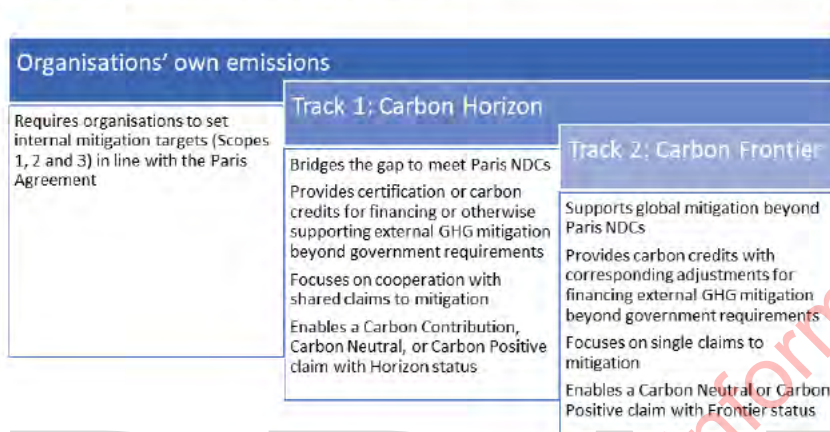 Organisations' own emissions
Requires organisations to set
internal mitigation targets (Scopes
1, 2 and 3) in line with the Paris
Agreement
Track 1: Carbon Horizon
Bridges the gap to meet Paris NDCs
Provides certification or carbon
credits for financing or otherwise
supporting external GHG mitigation
beyond government requirements
Focuses on cooperation with
shared claims to mitigation
Enables a Carbon Contribution,
Carbon Neutral, or Carbon Positive
claim with Horizon status
Track 2: Carbon Frontier
Supports global mitigation beyond
Paris NDCs
Provides carbon credits with
corresponding adjustments for
financing external GHG mitigation
beyond government requirements
Focuses on single claims to
mitigation
Enables a Carbon Neutral or Carbon
Positive claim with Frontier status